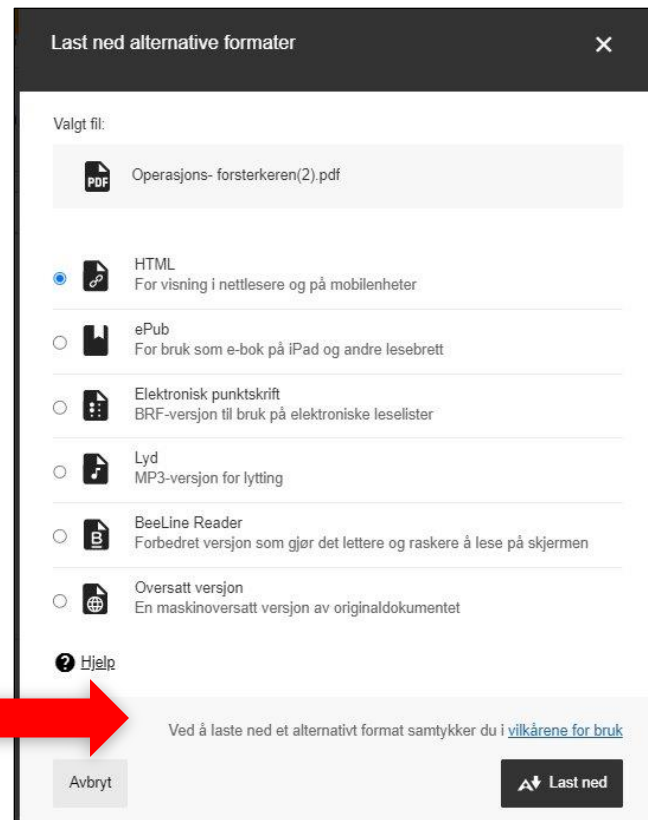 Last ned alternative formater
Valgt fil:
PDF
Operasjons- forsterkeren(2).pdf
HTML
For visning i nettlesere og på mobilenheter
ePub
For bruk som e-bok på iPad og andre lesebrett
Elektronisk punktskrift
BRF-versjon til bruk på elektroniske leselister
Lyd
MP3-versjon for lytting
BeeLine Reader
Forbedret versjon som gjør det lettere og raskere å lese på skjermen
Oversatt versjon
En maskinoversatt versjon av originaldokumentet
Hjelp
Ved å laste ned et alternativt format samtykker du i vilkårene for bruk
Avbryt
Last ned